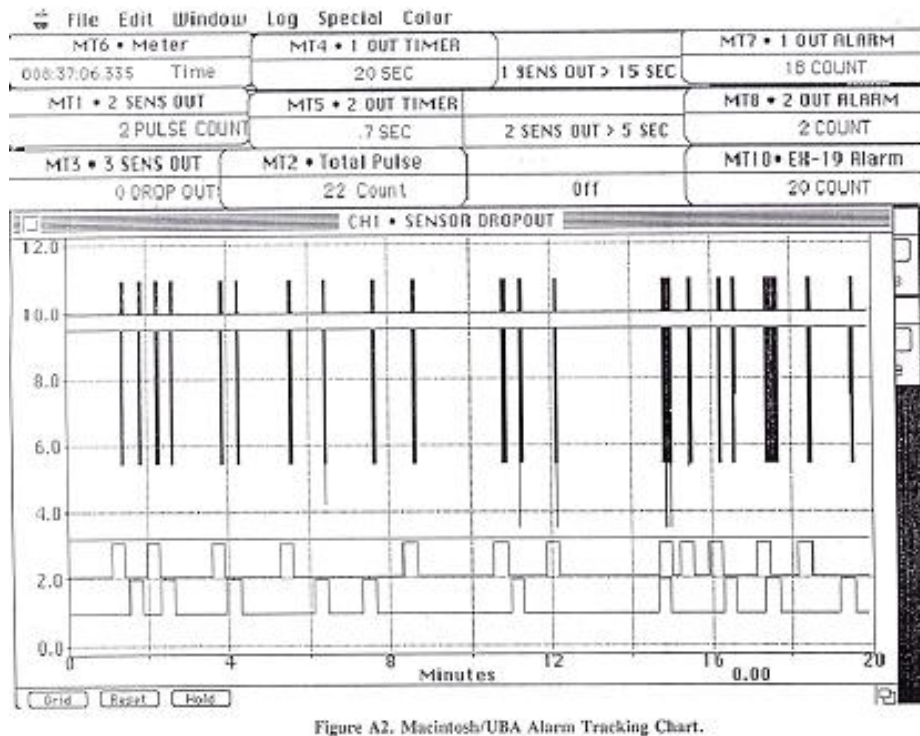 File Edit Window Log Special Color
MT6 • Meter
008:37:06.335 Time
MT4 • 1 OUT TIMER
20 SEC
1 SENS OUT > 15 SEC
MT7 • 1 OUT ALARM
18 COUNT
MT1 • 2 SENS OUT
2 PULSE COUNT
MT5 • 2 OUT TIMER
.7 SEC
2 SENS OUT > 5 SEC
MT8 • 2 OUT ALARM
2 COUNT
MT3 • 3 SENS OUT
0 DROP OUT
MT2 • Total Pulse
22 Count
Off
MT10 • EX-19 Alarm
20 COUNT
CH1 • SENSOR DROPOUT
12.0
10.0
8.0
6.0
4.0
2.0
0.0
0 4 8 12 16 20
Minutes 0.00
Grid Reset Hold
Figure A2. Macintosh/UBA Alarm Tracking Chart.